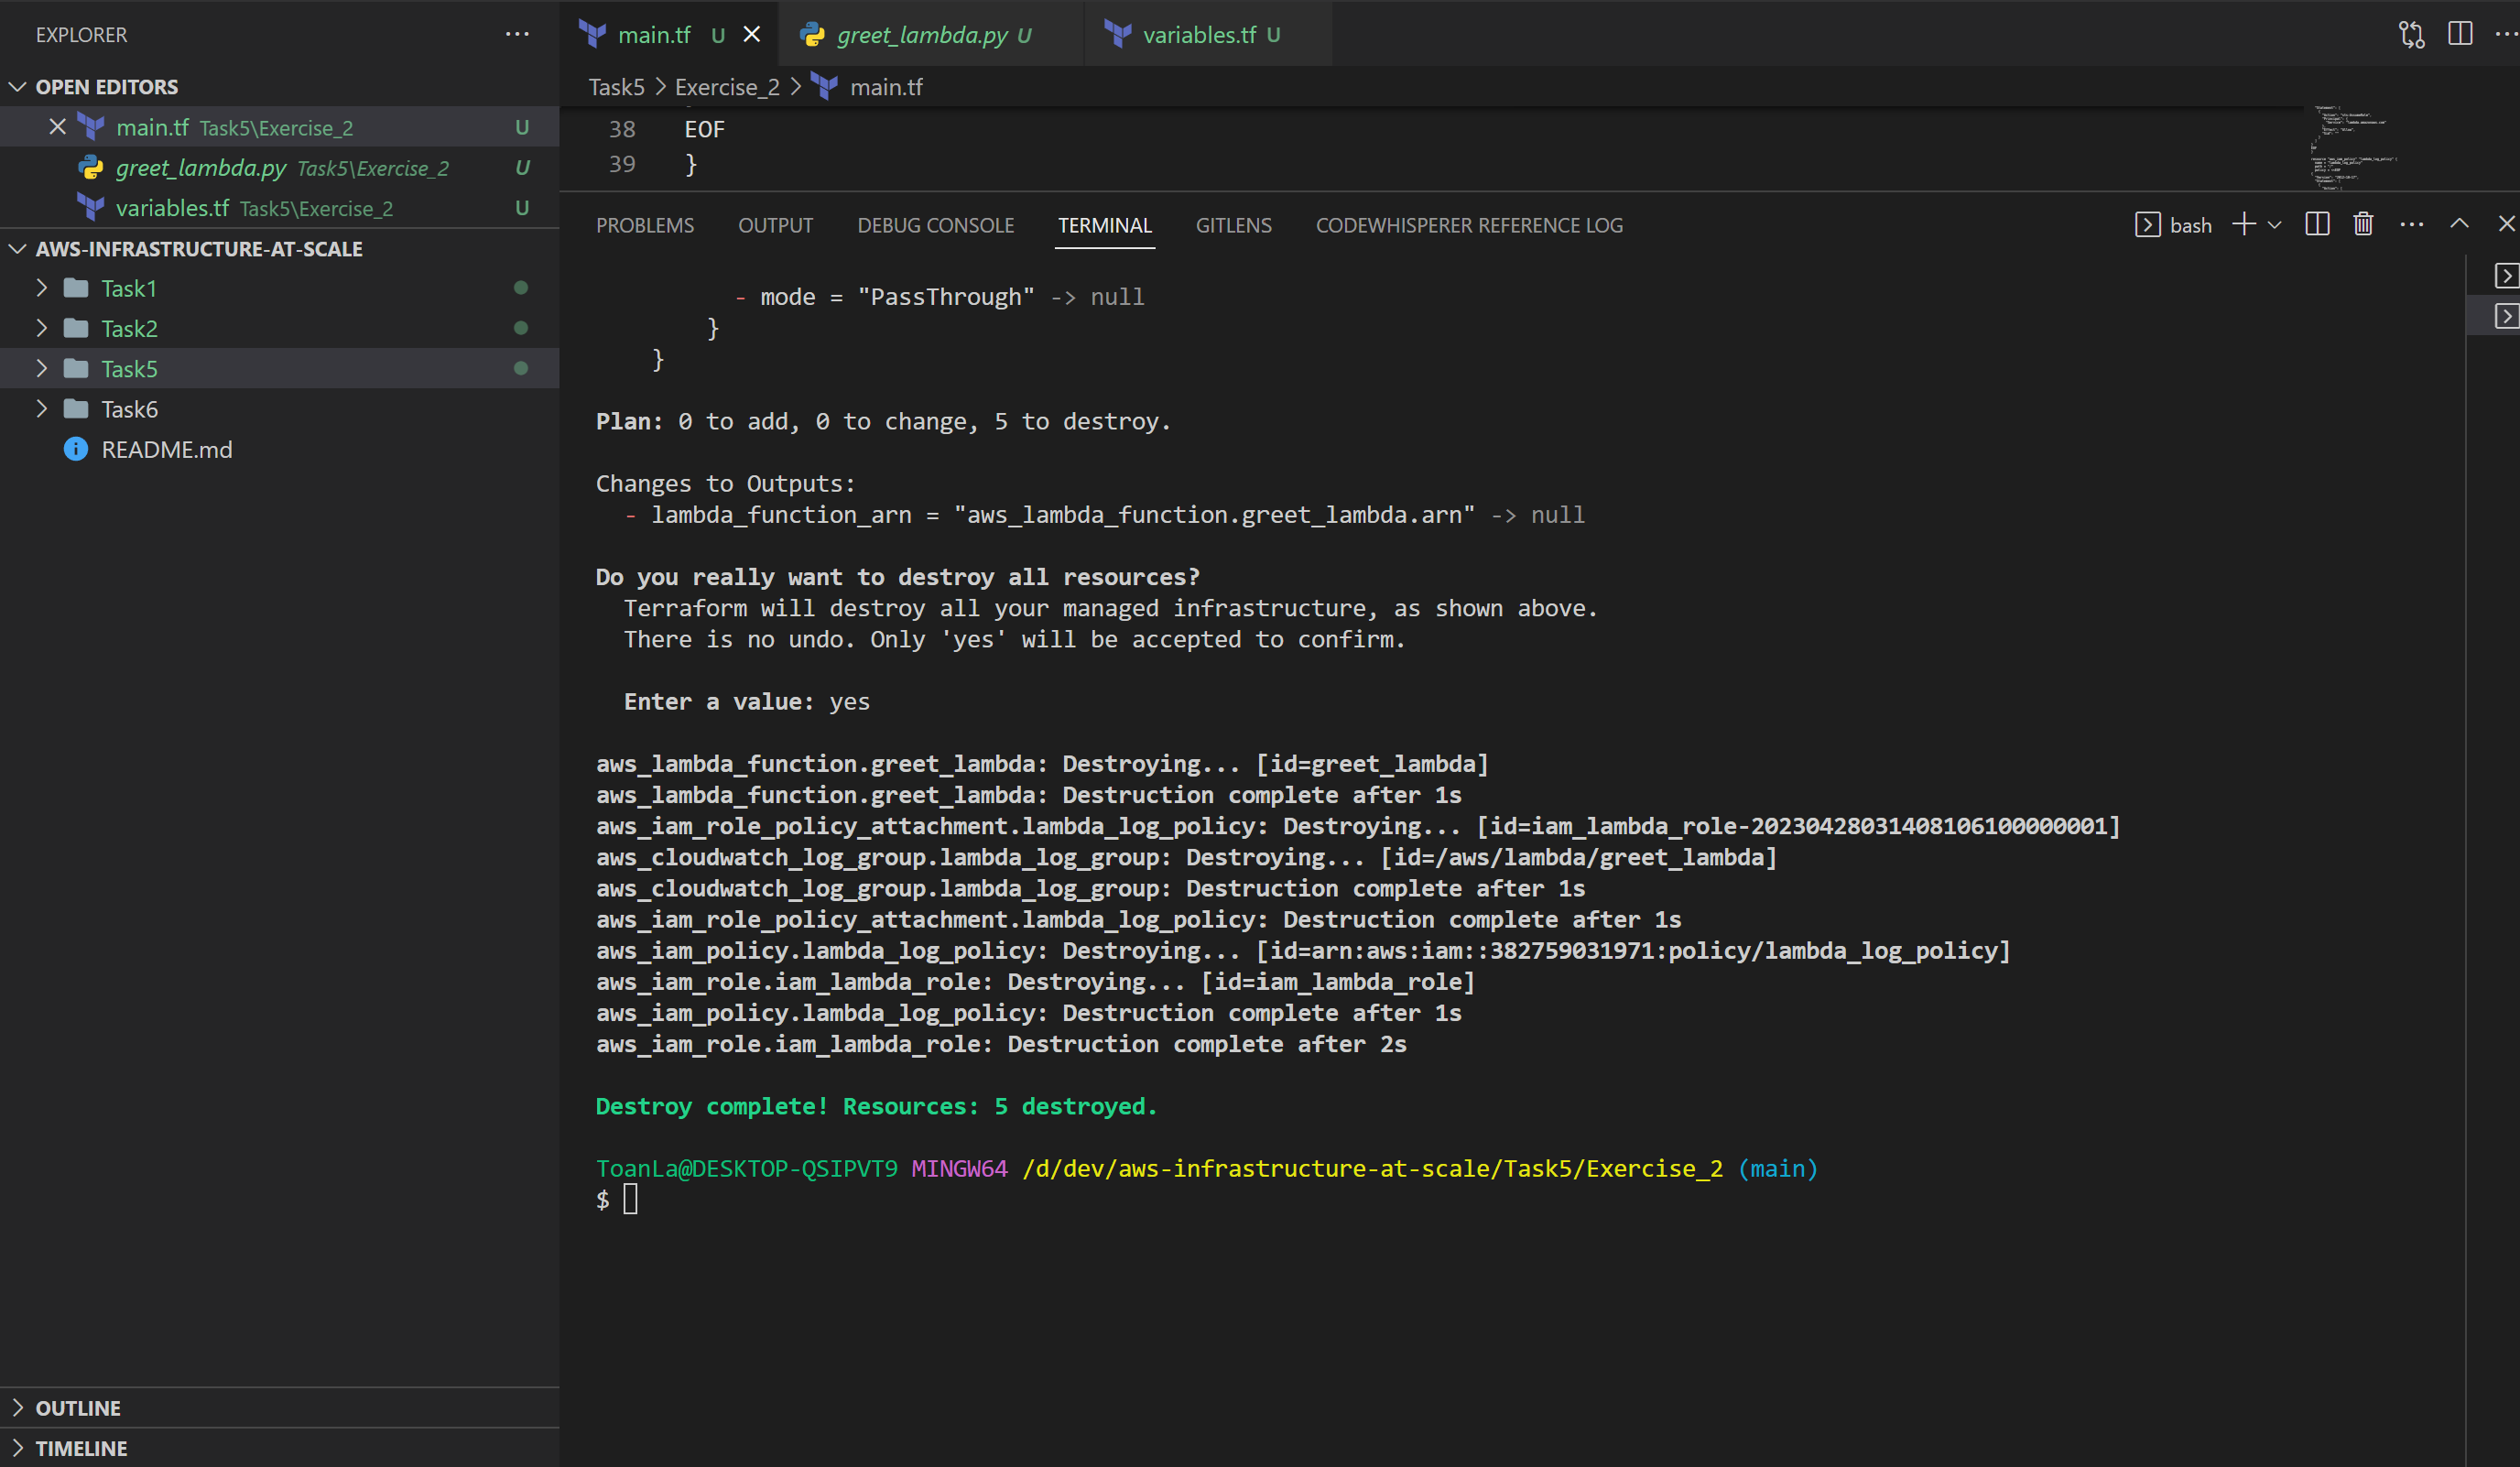 EXPLORER
OPEN EDITORS
main.tf Task5\Exercise_2 U
greet_lambda.py Task5\Exercise_2 U
variables.tf Task5\Exercise_2 U
AWS-INFRASTRUCTURE-AT-SCALE
Task1
Task2
Task5
Task6
README.md
OUTLINE
TIMELINE
main.tf U
greet_lambda.py U
variables.tf U
Task5 > Exercise_2 > main.tf
38 EOF
39 }
PROBLEMS OUTPUT DEBUG CONSOLE TERMINAL GITLENS CODEWHISPERER REFERENCE LOG
bash
- mode = "PassThrough" -> null
}
}
Plan: 0 to add, 0 to change, 5 to destroy.
Changes to Outputs:
- lambda_function_arn = "aws_lambda_function.greet_lambda.arn" -> null
Do you really want to destroy all resources?
Terraform will destroy all your managed infrastructure, as shown above.
There is no undo. Only 'yes' will be accepted to confirm.
Enter a value: yes
aws_lambda_function.greet_lambda: Destroying... [id=greet_lambda]
aws_lambda_function.greet_lambda: Destruction complete after 1s
aws_iam_role_policy_attachment.lambda_log_policy: Destroying... [id=iam_lambda_role-20230428031408106100000001]
aws_cloudwatch_log_group.lambda_log_group: Destroying... [id=/aws/lambda/greet_lambda]
aws_cloudwatch_log_group.lambda_log_group: Destruction complete after 1s
aws_iam_role_policy_attachment.lambda_log_policy: Destruction complete after 1s
aws_iam_policy.lambda_log_policy: Destroying... [id=arn:aws:iam::382759031971:policy/lambda_log_policy]
aws_iam_role.iam_lambda_role: Destroying... [id=iam_lambda_role]
aws_iam_policy.lambda_log_policy: Destruction complete after 1s
aws_iam_role.iam_lambda_role: Destruction complete after 2s
Destroy complete! Resources: 5 destroyed.
ToanLa@DESKTOP-QSIPVT9 MINGW64 /d/dev/aws-infrastructure-at-scale/Task5/Exercise_2 (main)
$